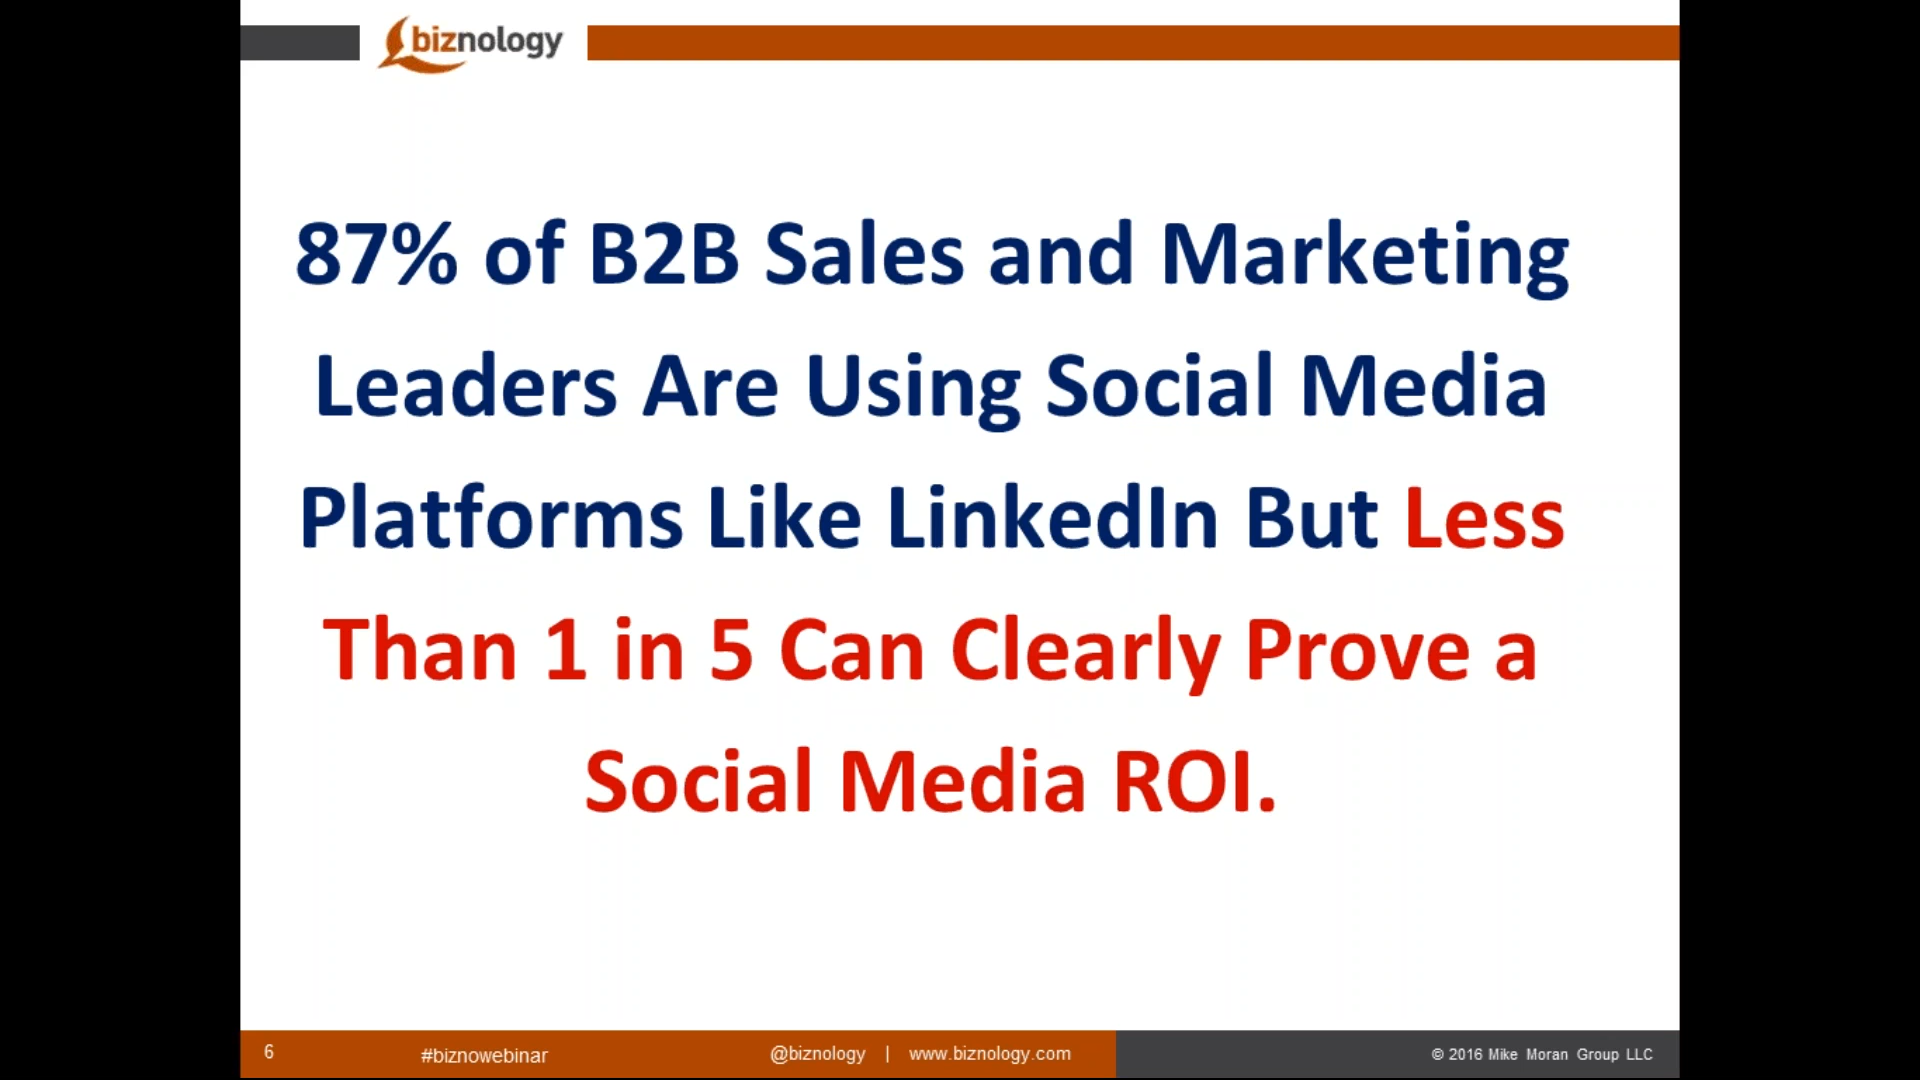 biznology
87% of B2B Sales and Marketing
Leaders Are Using Social Media
Platforms Like LinkedIn But Less
Than 1 in 5 Can Clearly Prove a
Social Media ROI.
6 #biznowebinar @biznology | www.biznology.com © 2016 Mike Moran Group LLC